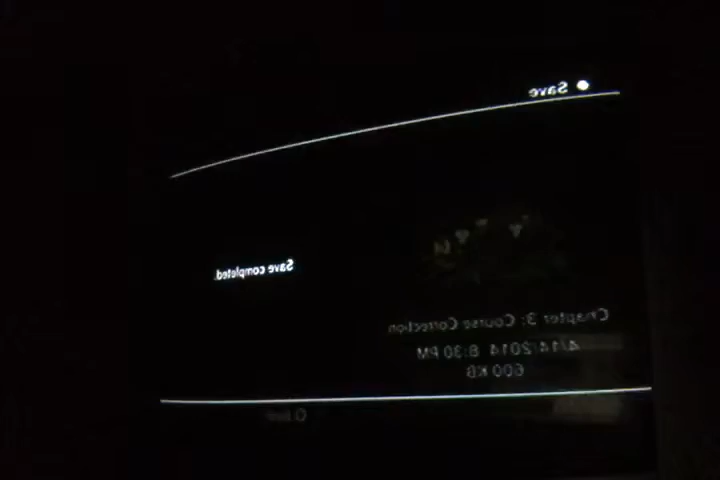 Save
Save completed.
Chapter 3: Course Correction
4/14/2014 8:30 PM
600 KB